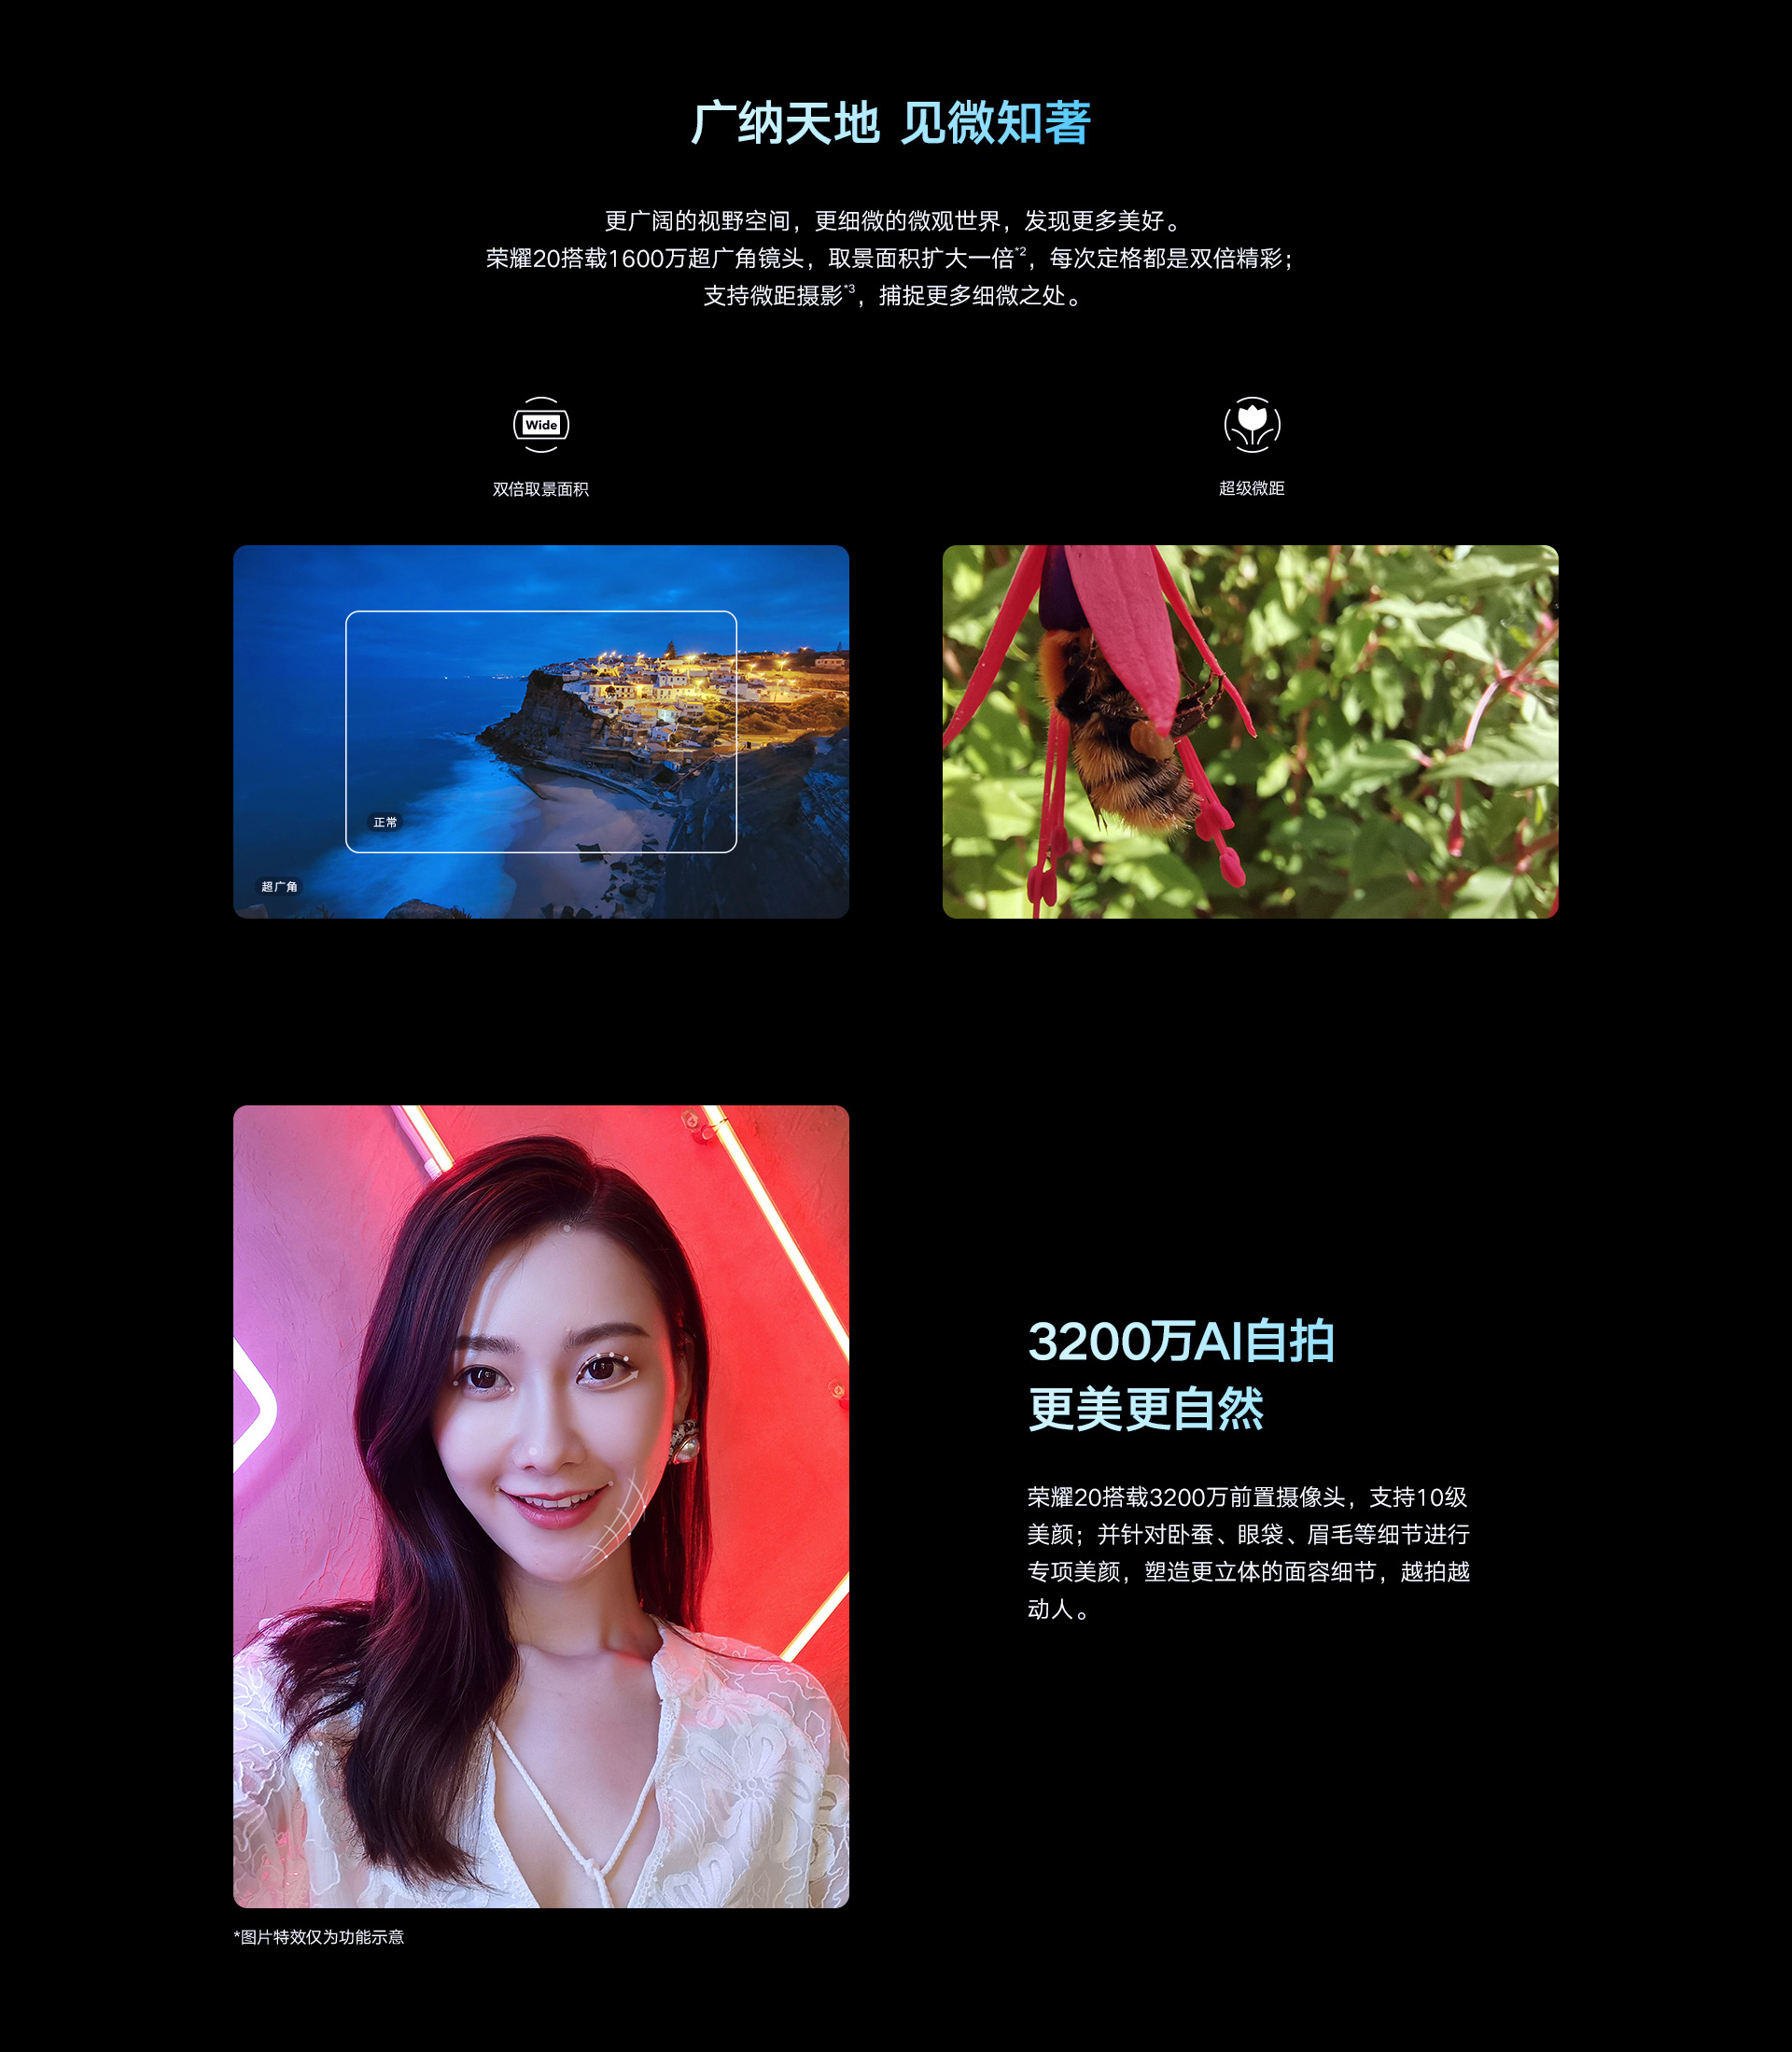 广纳天地 见微知著
更广阔的视野空间，更细微的微观世界，发现更多美好。
荣耀20搭载1600万超广角镜头，取景面积扩大一倍*2，每次定格都是双倍精彩；
支持微距摄影*3，捕捉更多细微之处。
Wide
双倍取景面积
超级微距
正常
超广角
3200万AI自拍
更美更自然
荣耀20搭载3200万前置摄像头，支持10级
美颜；并针对卧蚕、眼袋、眉毛等细节进行
专项美颜，塑造更立体的面容细节，越拍越
动人。
*图片特效仅为功能示意